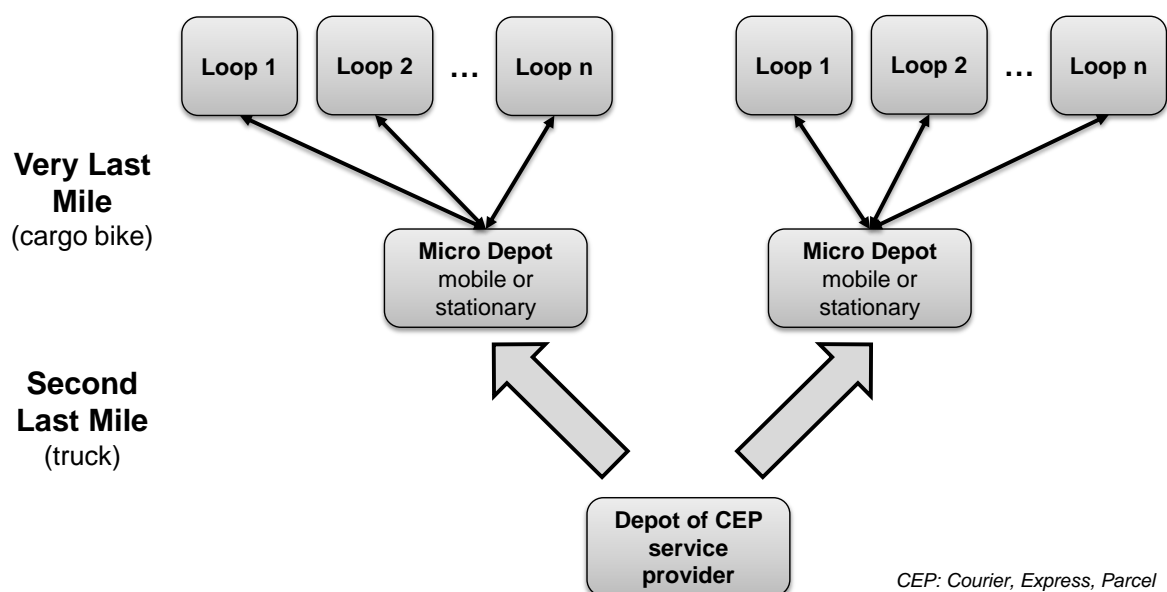 Loop 1
Loop 2
...
Loop n
Loop 1
Loop 2
...
Loop n
Very Last
Mile
(cargo bike)
Micro Depot
mobile or
stationary
Micro Depot
mobile or
stationary
Second
Last Mile
(truck)
Depot of CEP
service
provider
CEP: Courier, Express, Parcel